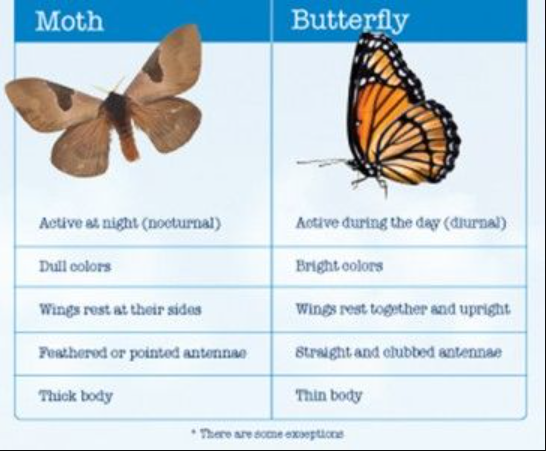 Moth Butterfly
Active at night (nocturnal) Active during the day (diurnal)
Dull colors Bright colors
Wings rest at their sides Wings rest together and upright
Feathered or pointed antennae Straight and clubbed antennae
Thick body Thin body
* There are some exceptions